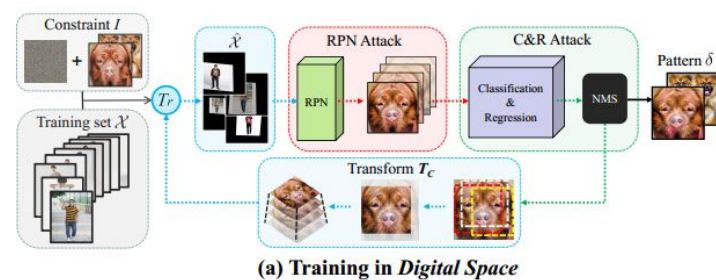 Constraint I
+
Training set 𝒳
Tr
𝒳̂
RPN Attack
RPN
C&R Attack
Classification
&
Regression
NMS
Pattern δ
Transform T_C
(a) Training in Digital Space